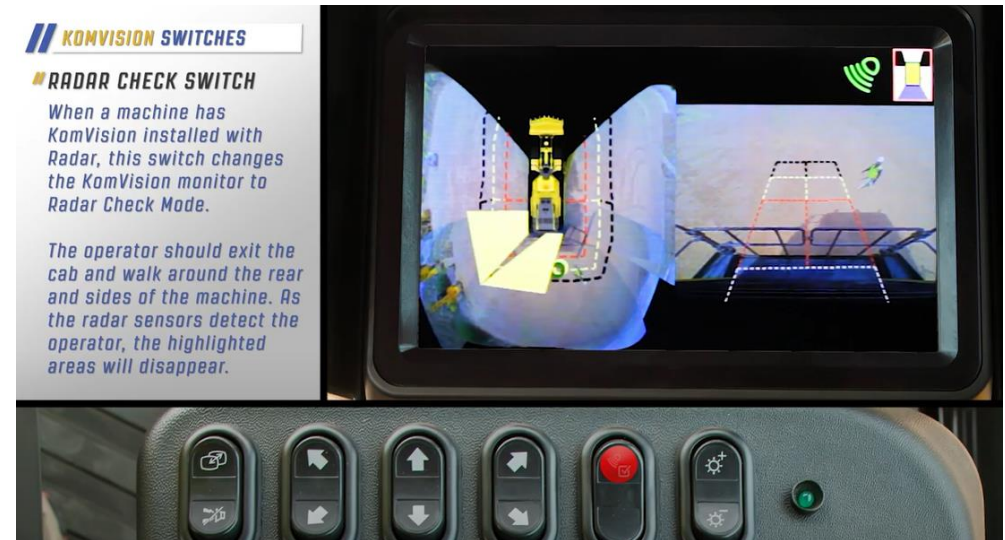 KOMVISION SWITCHES
RADAR CHECK SWITCH
When a machine has
KomVision installed with
Radar, this switch changes
the KomVision monitor to
Radar Check Mode.
The operator should exit the
cab and walk around the rear
and sides of the machine. As
the radar sensors detect the
operator, the highlighted
areas will disappear.